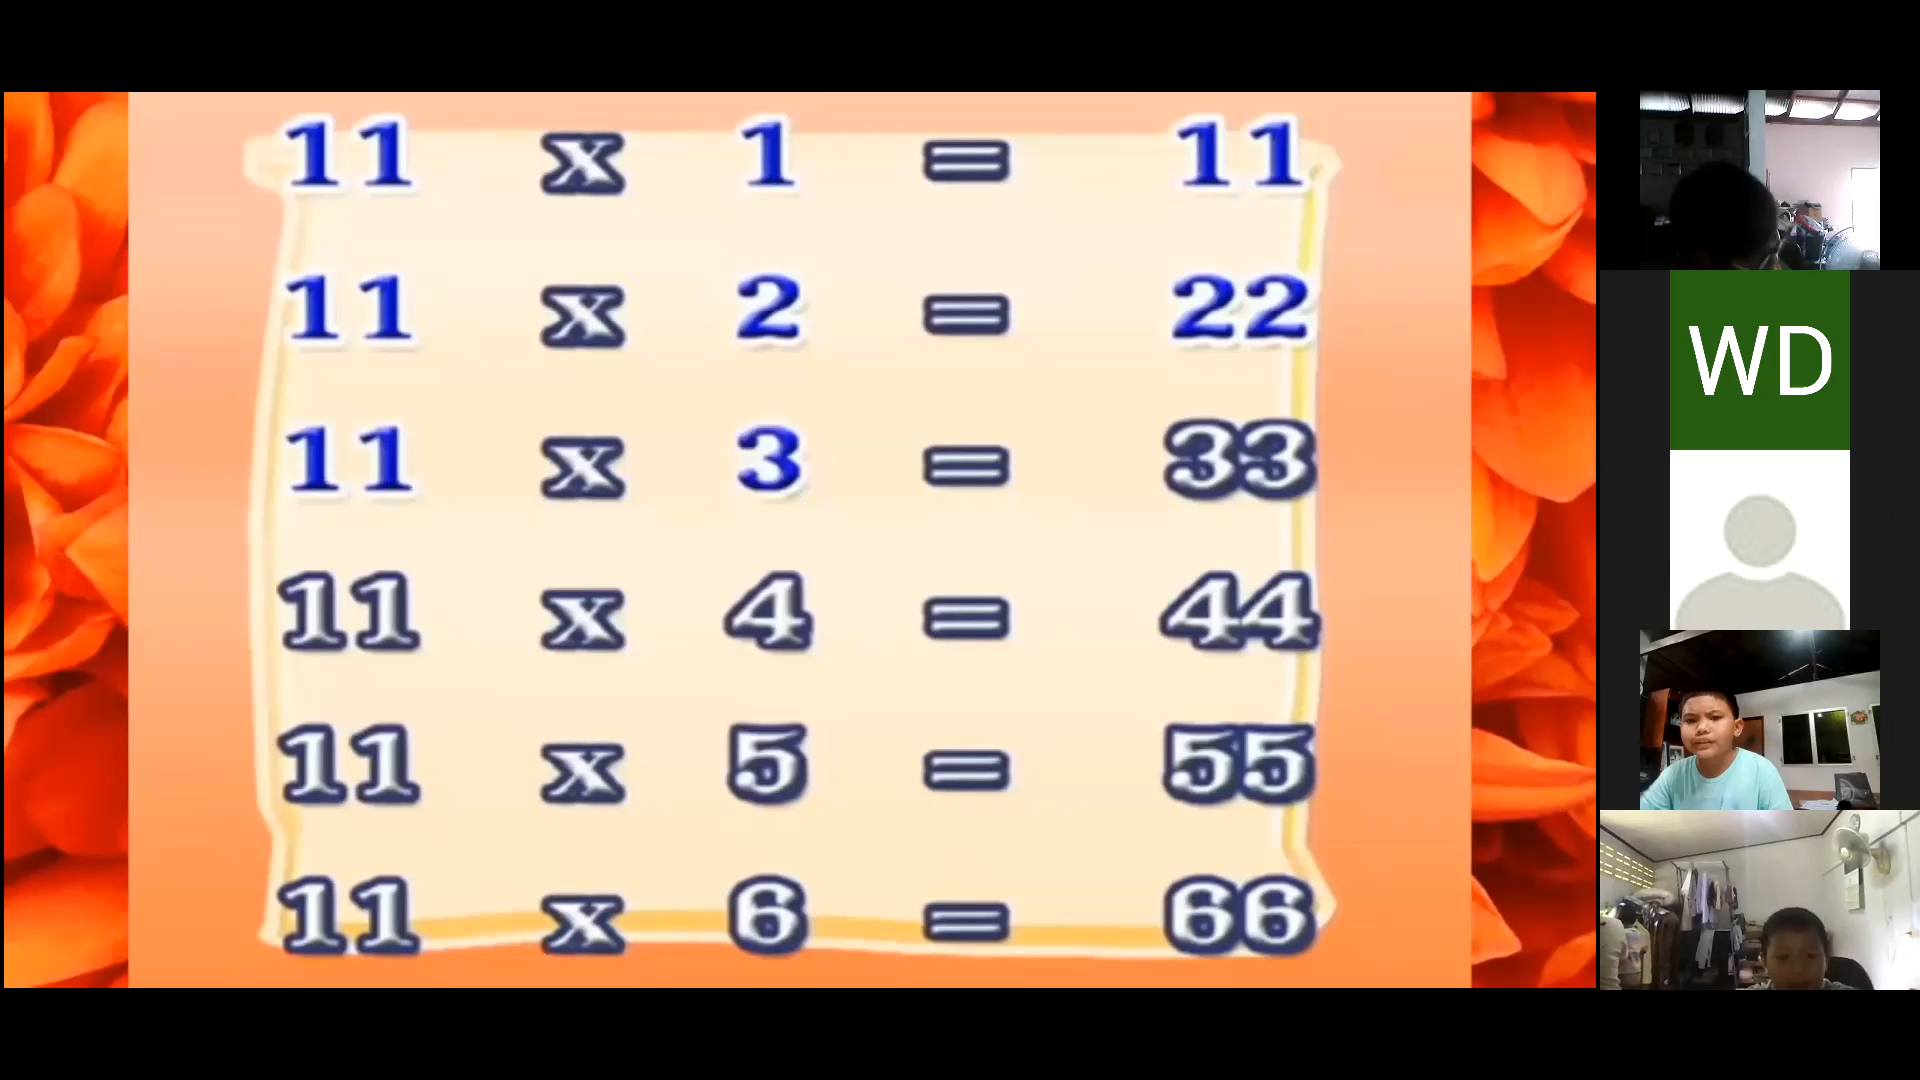 11 x 1 = 11
11 x 2 = 22
11 x 3 = 33
11 x 4 = 44
11 x 5 = 55
11 x 6 = 66
WD